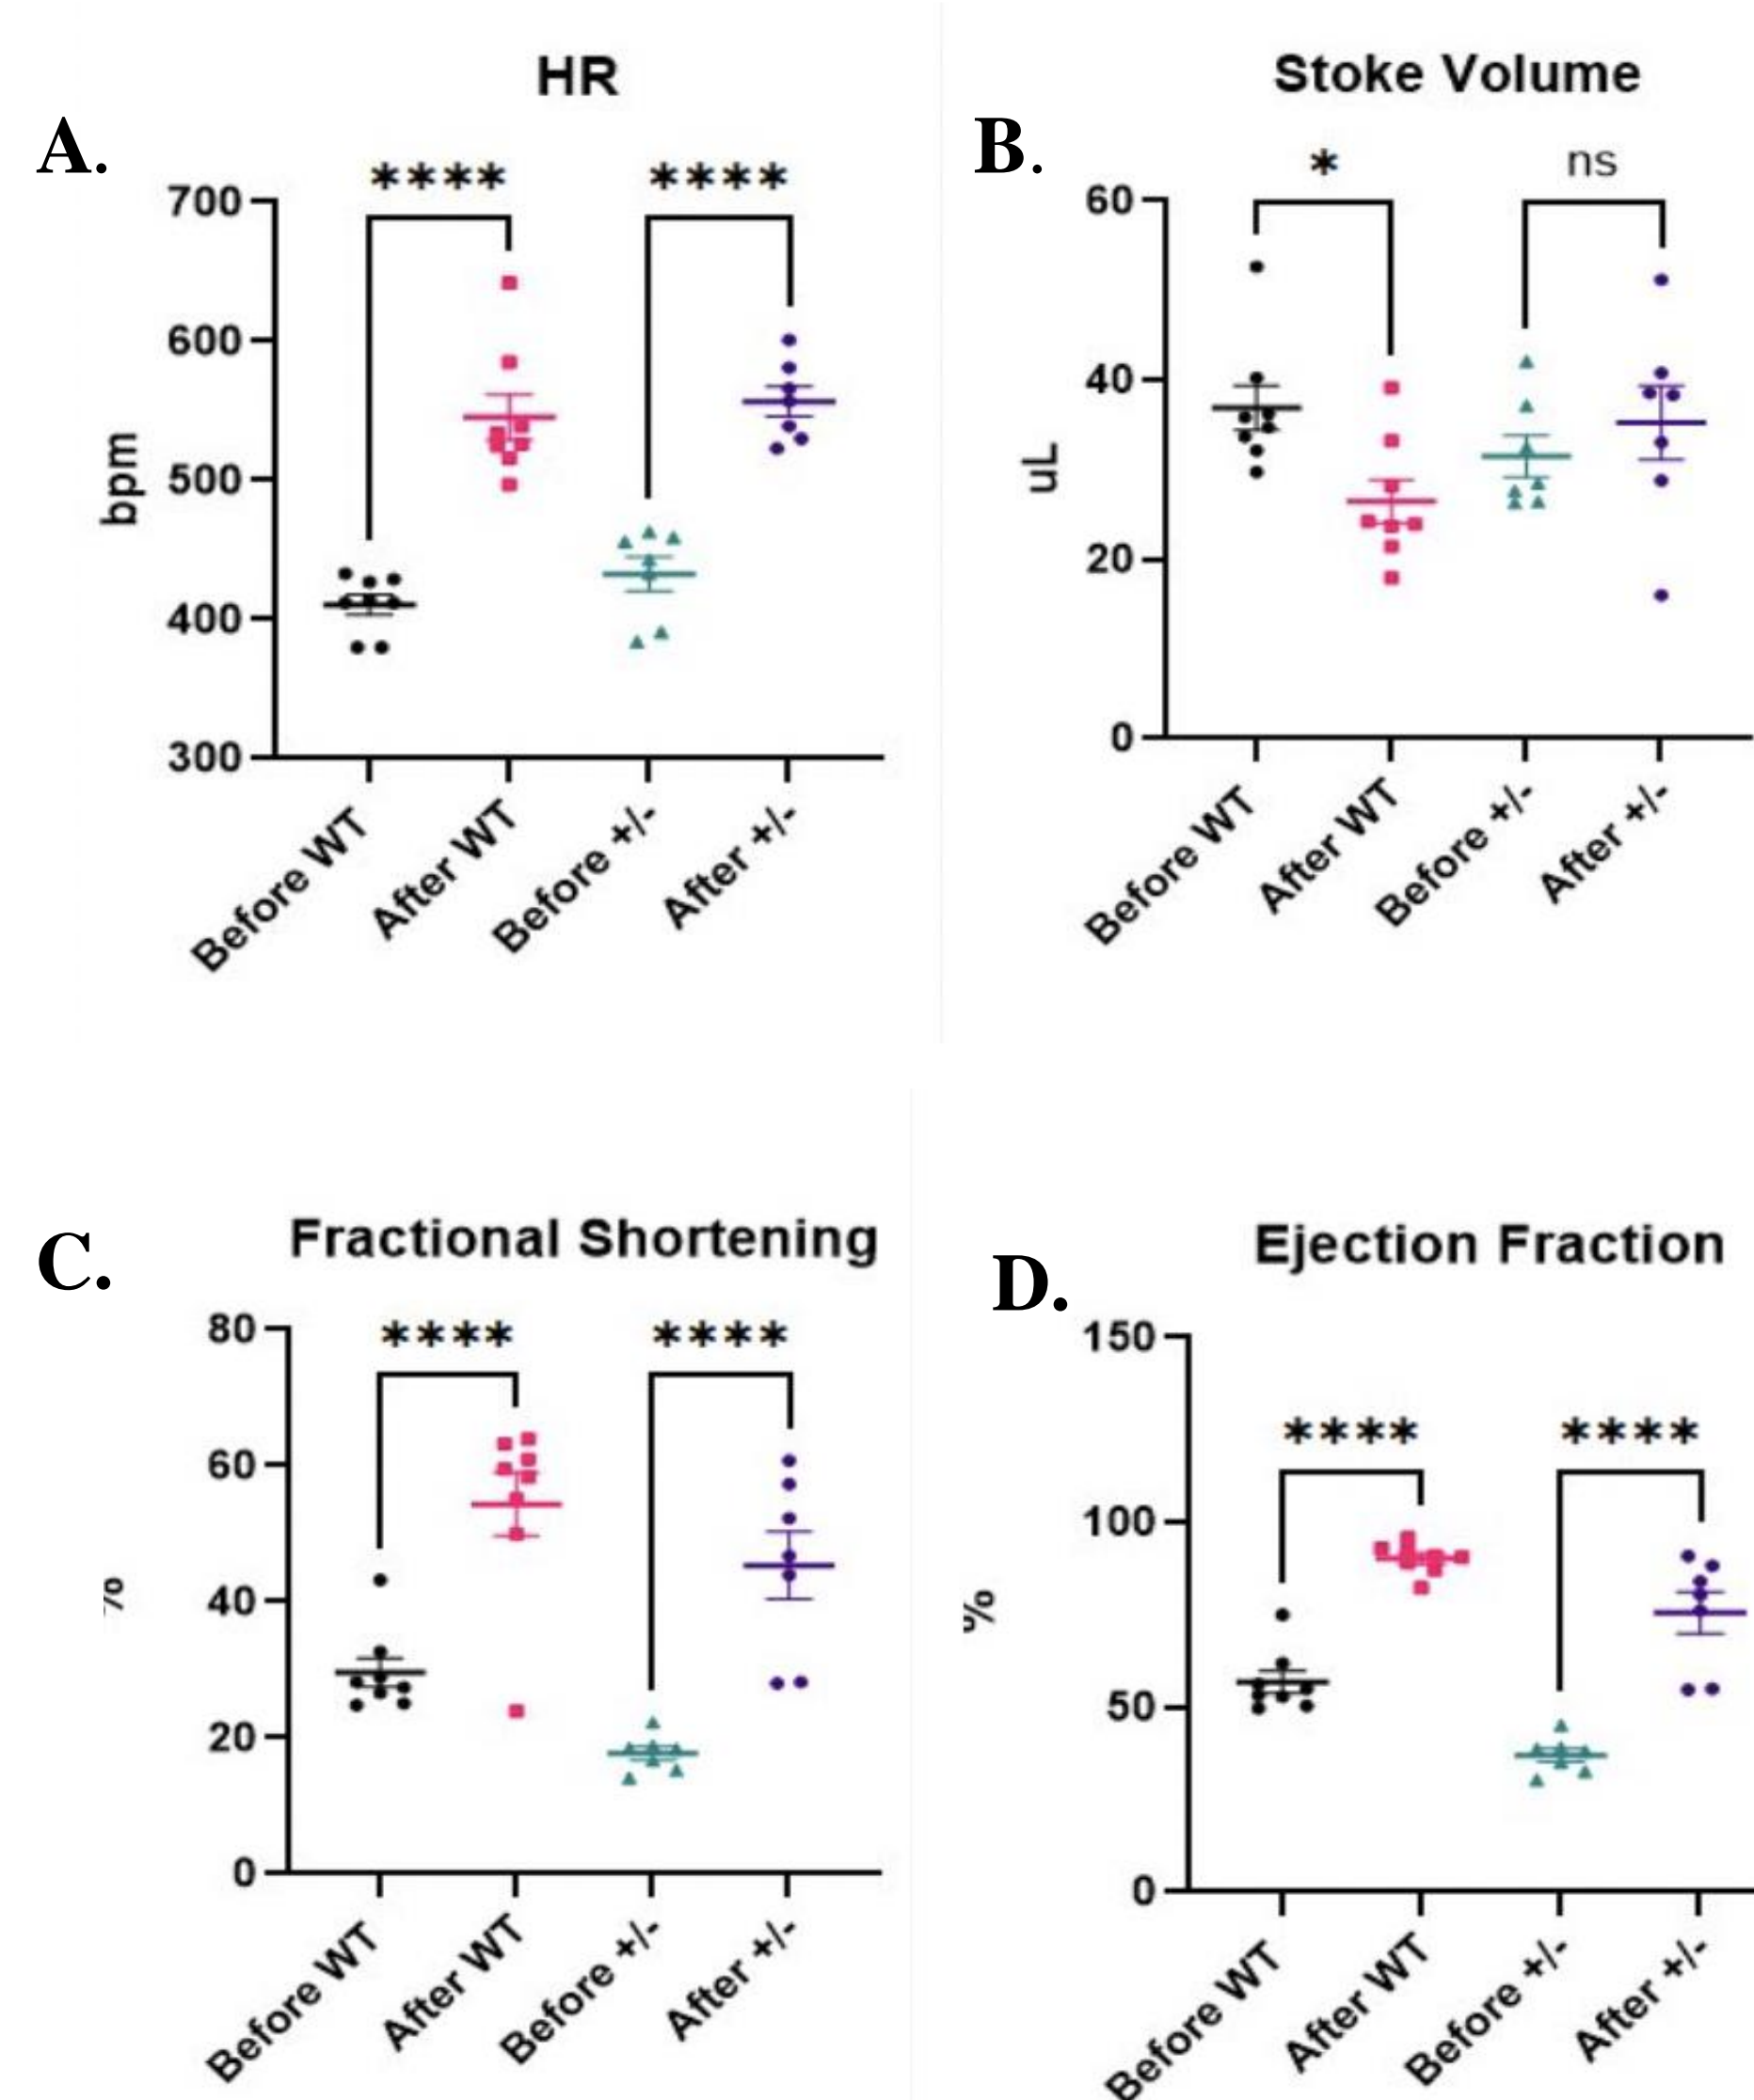 HR
A.
****
****
700
600
500
400
300
bpm
Before WT
After WT
Before +/-
After +/-
Stoke Volume
B.
*
ns
60
40
20
0
uL
Before WT
After WT
Before +/-
After +/-
Fractional Shortening
C.
****
****
80
60
40
20
0
%
Before WT
After WT
Before +/-
After +/-
Ejection Fraction
D.
****
****
150
100
50
0
%
Before WT
After WT
Before +/-
After +/-